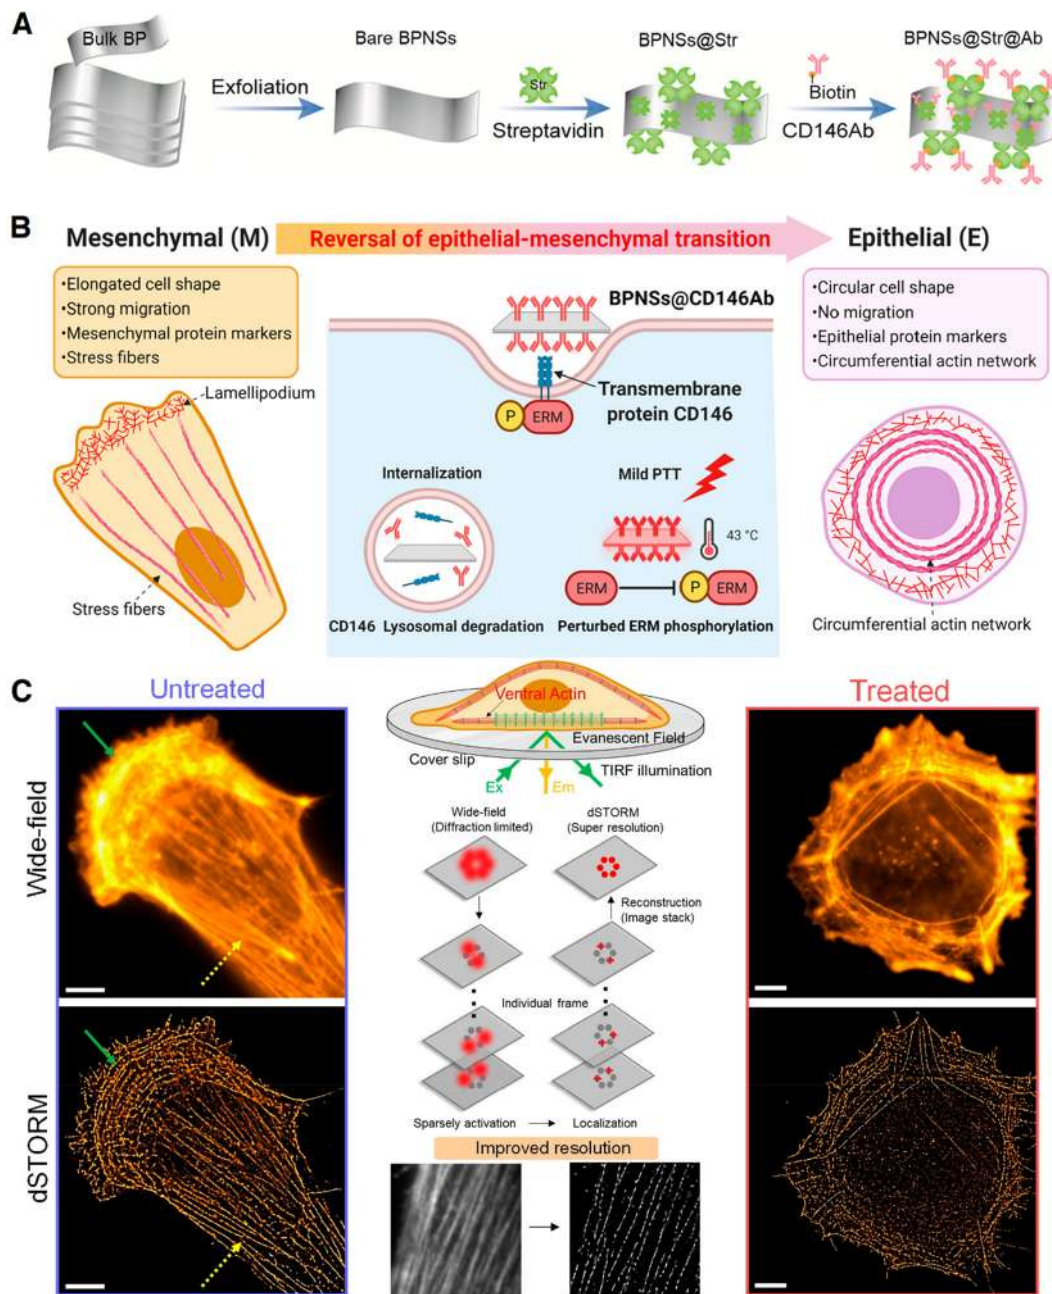 A
Bulk BP
Exfoliation
Bare BPNSs
Str
Streptavidin
BPNSs@Str
Biotin
CD146Ab
BPNSs@Str@Ab
B
Mesenchymal (M)
Reversal of epithelial-mesenchymal transition
Epithelial (E)
•Elongated cell shape
•Strong migration
•Mesenchymal protein markers
•Stress fibers
Lamellipodium
Stress fibers
BPNSs@CD146Ab
Transmembrane
protein CD146
P
ERM
Internalization
CD146 Lysosomal degradation
Mild PTT
43 °C
ERM
P
ERM
Perturbed ERM phosphorylation
•Circular cell shape
•No migration
•Epithelial protein markers
•Circumferential actin network
Circumferential actin network
C
Untreated
Wide-field
dSTORM
Ventral Actin
Evanescent Field
Cover slip
TIRF illumination
Ex
Em
Wide-field
(Diffraction limited)
dSTORM
(Super resolution)
Reconstruction
(Image stack)
Individual frame
Sparsely activation
Localization
Improved resolution
Treated